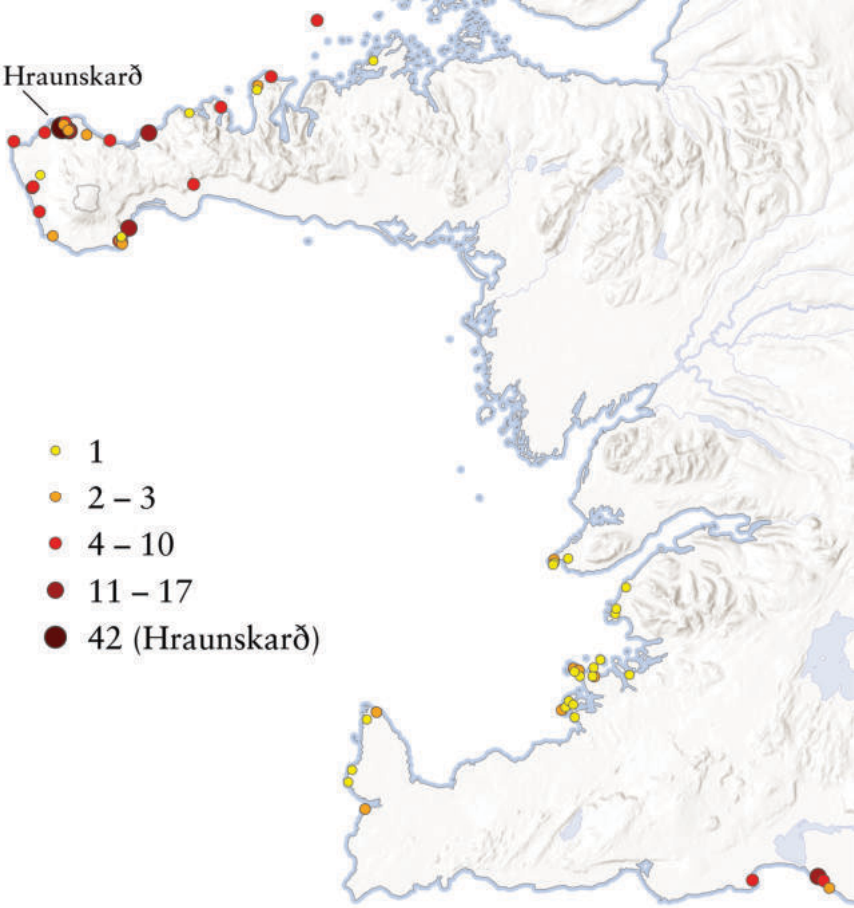 Hraunskarð
1
2 – 3
4 – 10
11 – 17
42 (Hraunskarð)